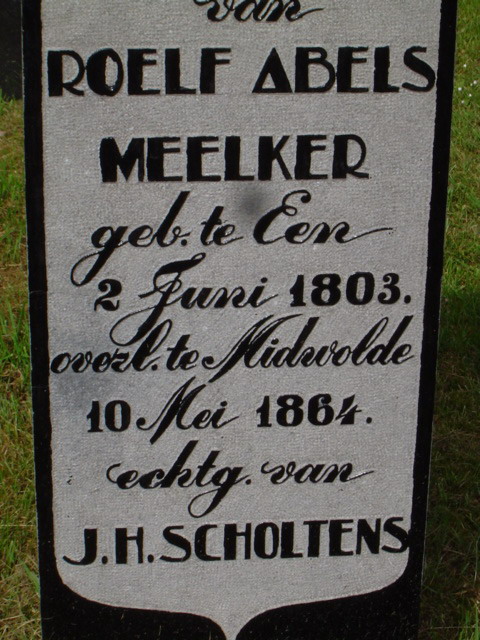 van
ROELF ABELS
MEELKER
geb. te Een
2 Juni 1803.
overl. te Midwolde
10 Mei 1864.
echtg. van
J.H. SCHOLTENS